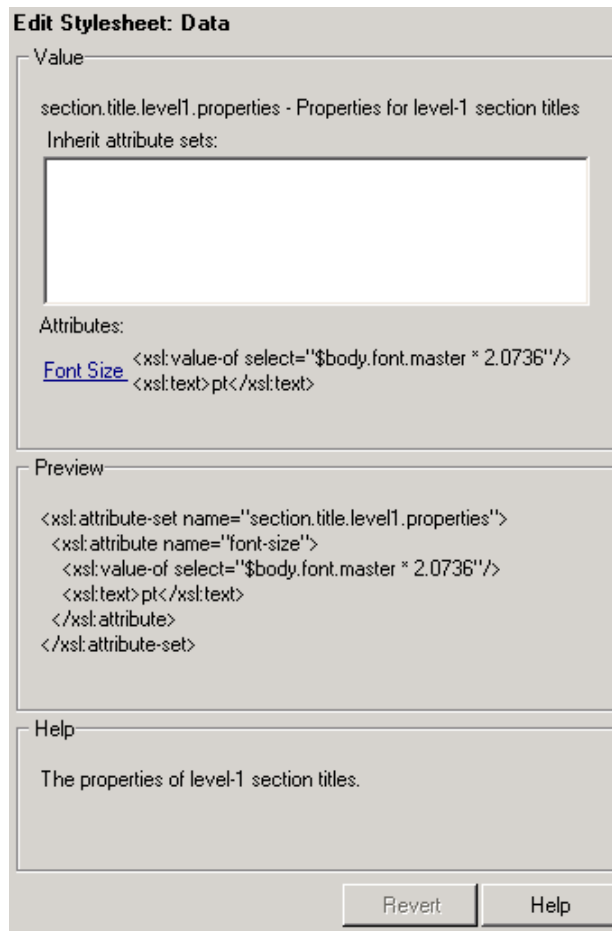 Edit Stylesheet: Data
Value
section.title.level1.properties - Properties for level-1 section titles
Inherit attribute sets:
Attributes:
Font Size <xsl:value-of select="$body.font.master * 2.0736"/>
<xsl:text>pt</xsl:text>
Preview
<xsl:attribute-set name="section.title.level1.properties">
<xsl:attribute name="font-size">
<xsl:value-of select="$body.font.master * 2.0736"/>
<xsl:text>pt</xsl:text>
</xsl:attribute>
</xsl:attribute-set>
Help
The properties of level-1 section titles.
Revert Help